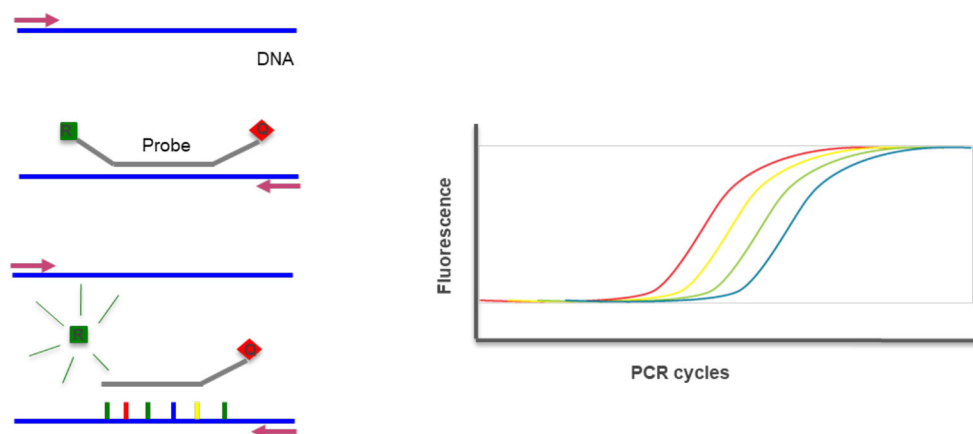 DNA
R
Q
Probe
R
Q
Fluorescence
PCR cycles